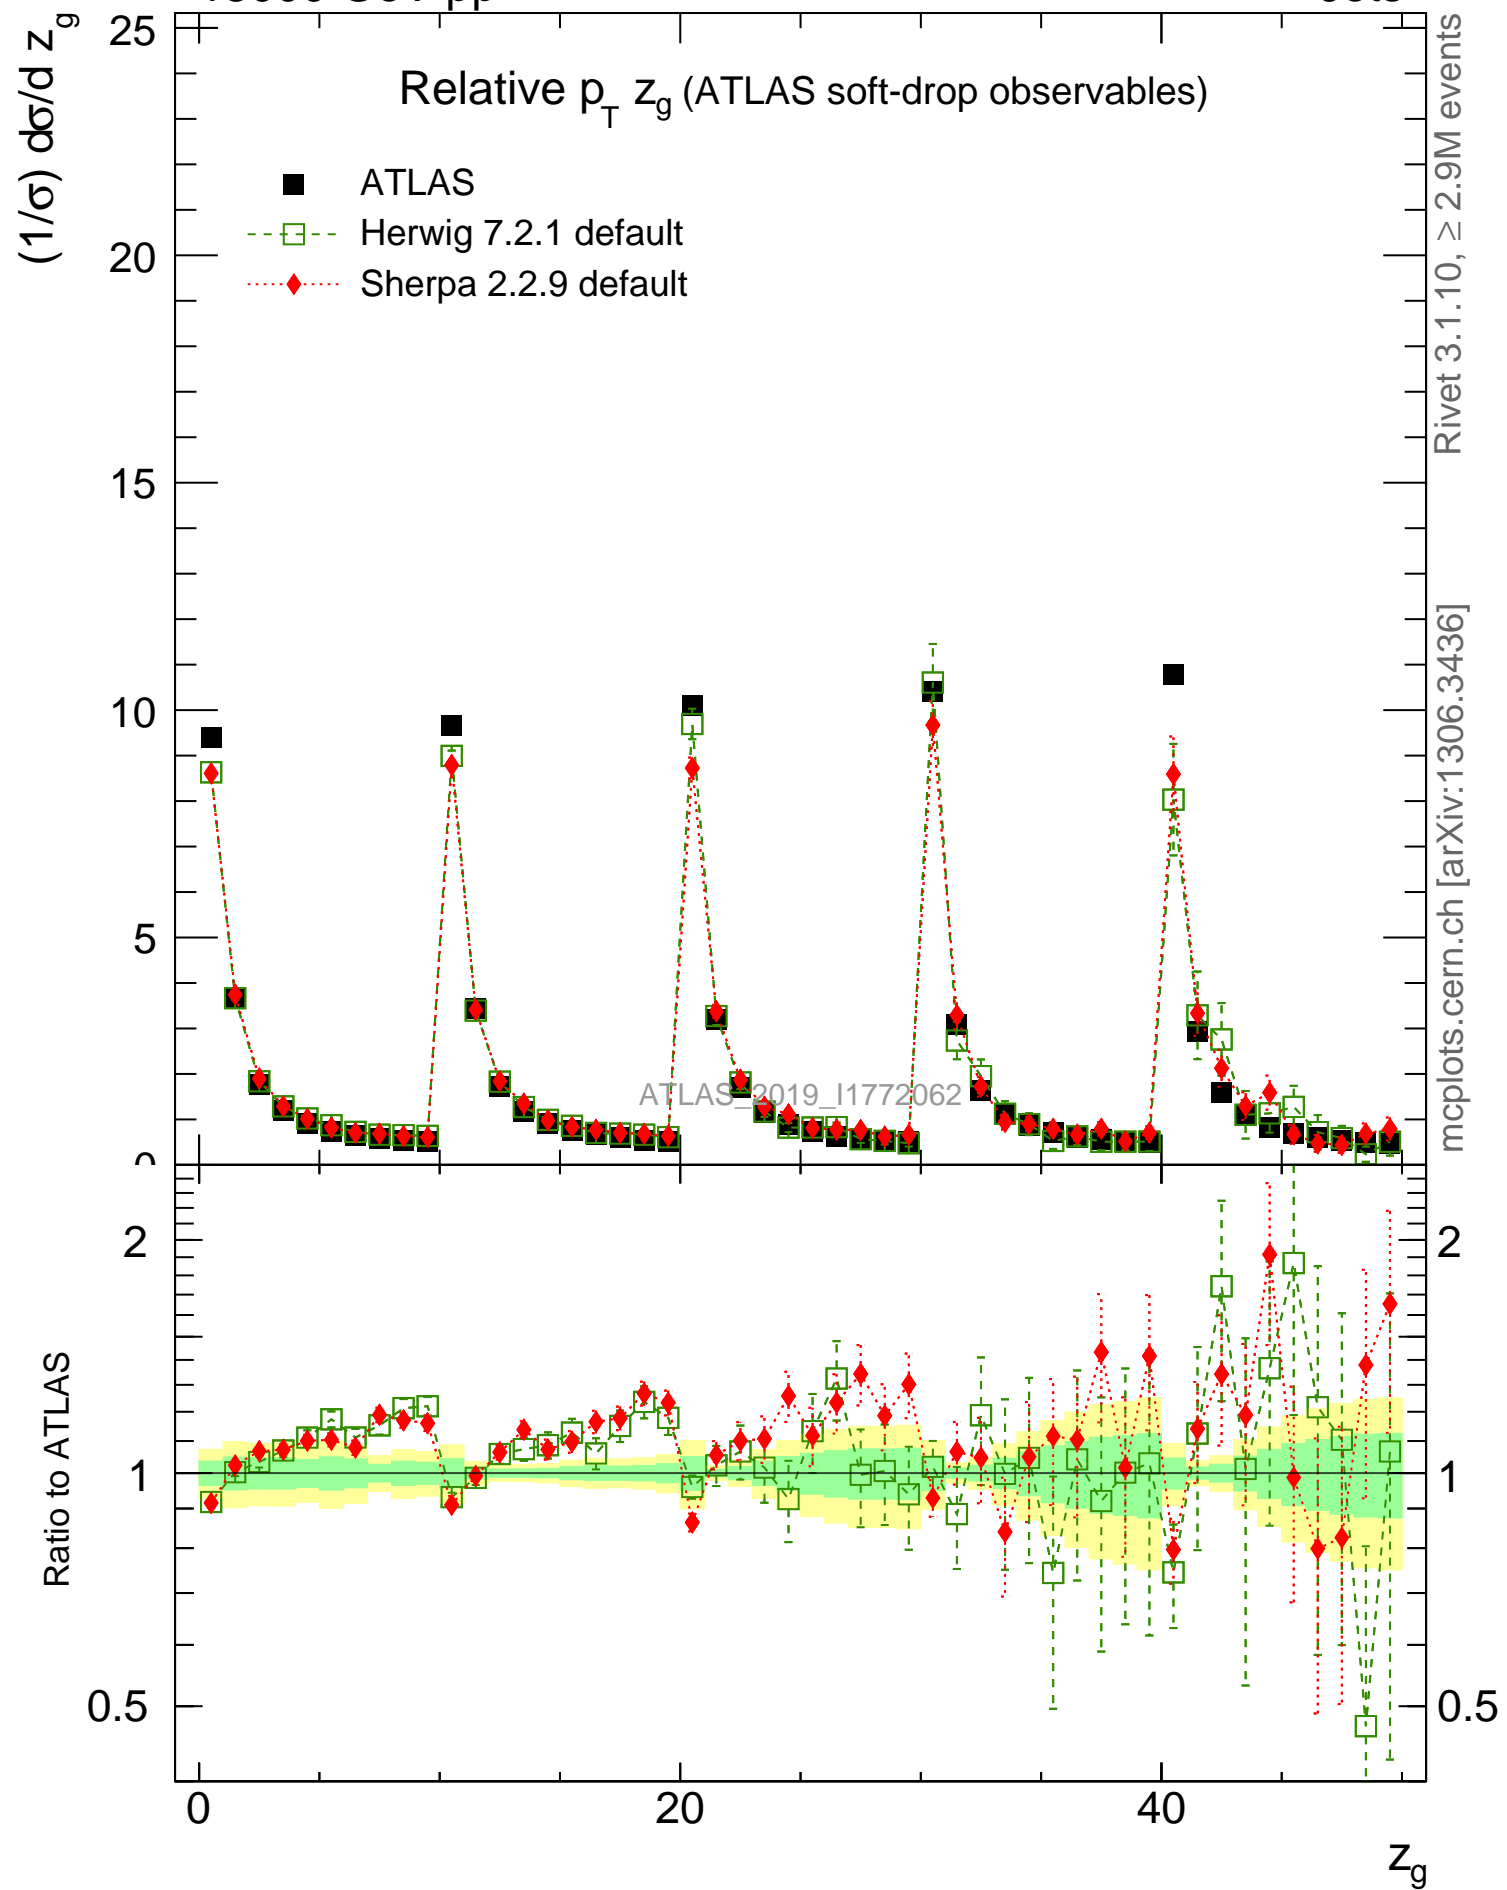 25
(1/σ) dσ/d z_g
Relative p_T z_g (ATLAS soft-drop observables)
ATLAS
Herwig 7.2.1 default
Sherpa 2.2.9 default
20
15
10
5
0
ATLAS_2019_I1772062
Rivet 3.1.10, ≥ 2.9M events
mcplots.cern.ch [arXiv:1306.3436]
Ratio to ATLAS
2
2
1
1
0.5
0.5
0
20
40
z_g